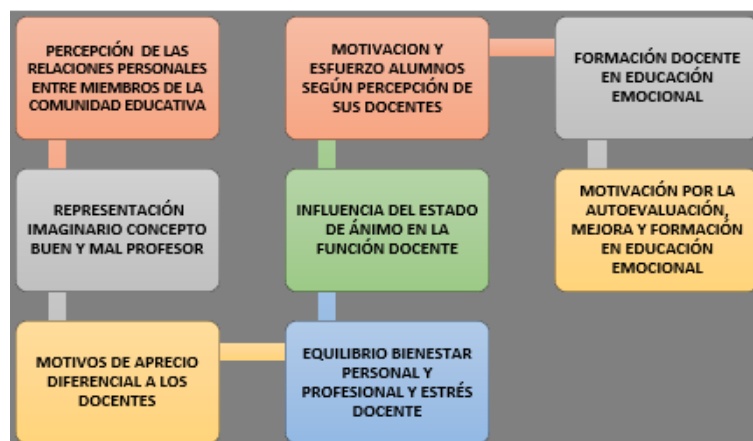 PERCEPCIÓN DE LAS
RELACIONES PERSONALES
ENTRE MIEMBROS DE LA
COMUNIDAD EDUCATIVA
REPRESENTACIÓN
IMAGINARIO CONCEPTO
BUEN Y MAL PROFESOR
MOTIVOS DE APRECIO
DIFERENCIAL A LOS
DOCENTES
EQUILIBRIO BIENESTAR
PERSONAL Y
PROFESIONAL Y ESTRÉS
DOCENTE
INFLUENCIA DEL ESTADO
DE ÁNIMO EN LA
FUNCIÓN DOCENTE
MOTIVACION Y
ESFUERZO ALUMNOS
SEGÚN PERCEPCIÓN DE
SUS DOCENTES
FORMACIÓN DOCENTE
EN EDUCACIÓN
EMOCIONAL
MOTIVACIÓN POR LA
AUTOEVALUACIÓN,
MEJORA Y FORMACIÓN
EN EDUCACIÓN
EMOCIONAL